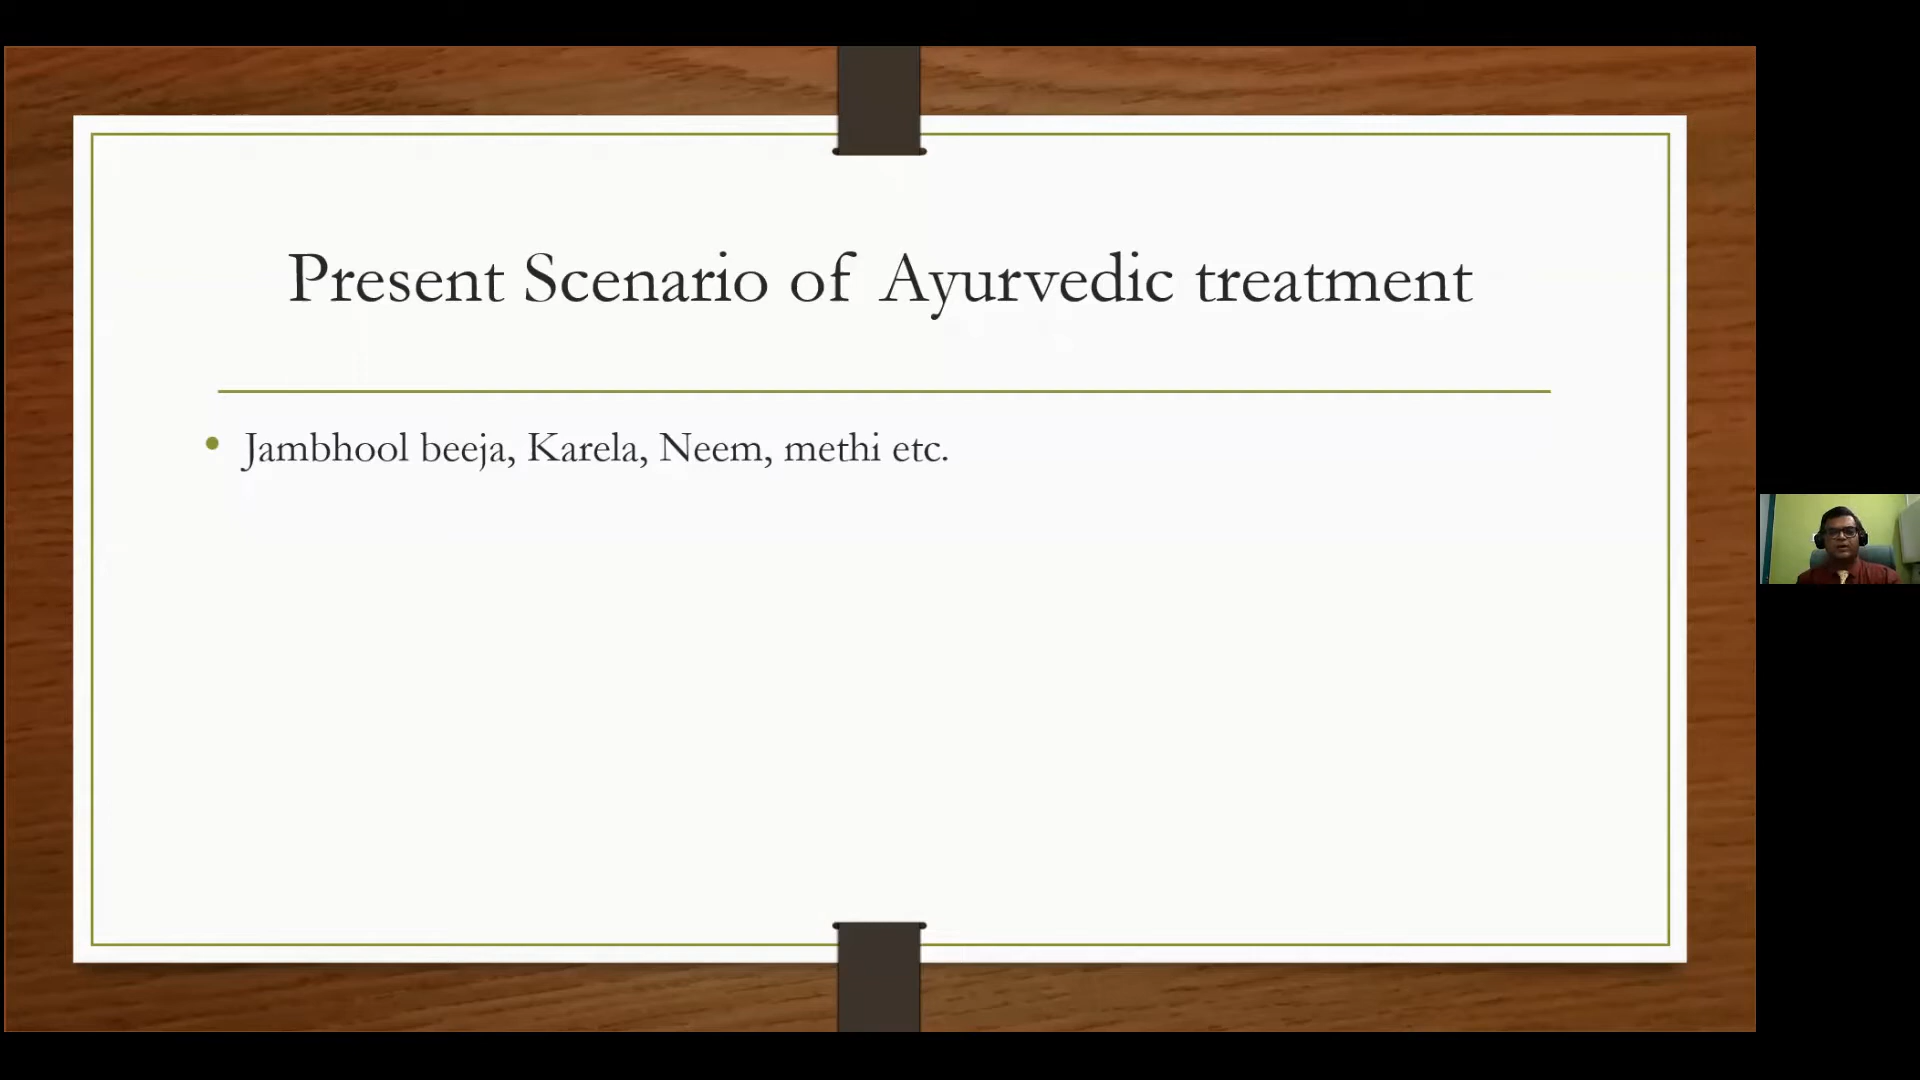 Present Scenario of Ayurvedic treatment
Jambhool beeja, Karela, Neem, methi etc.